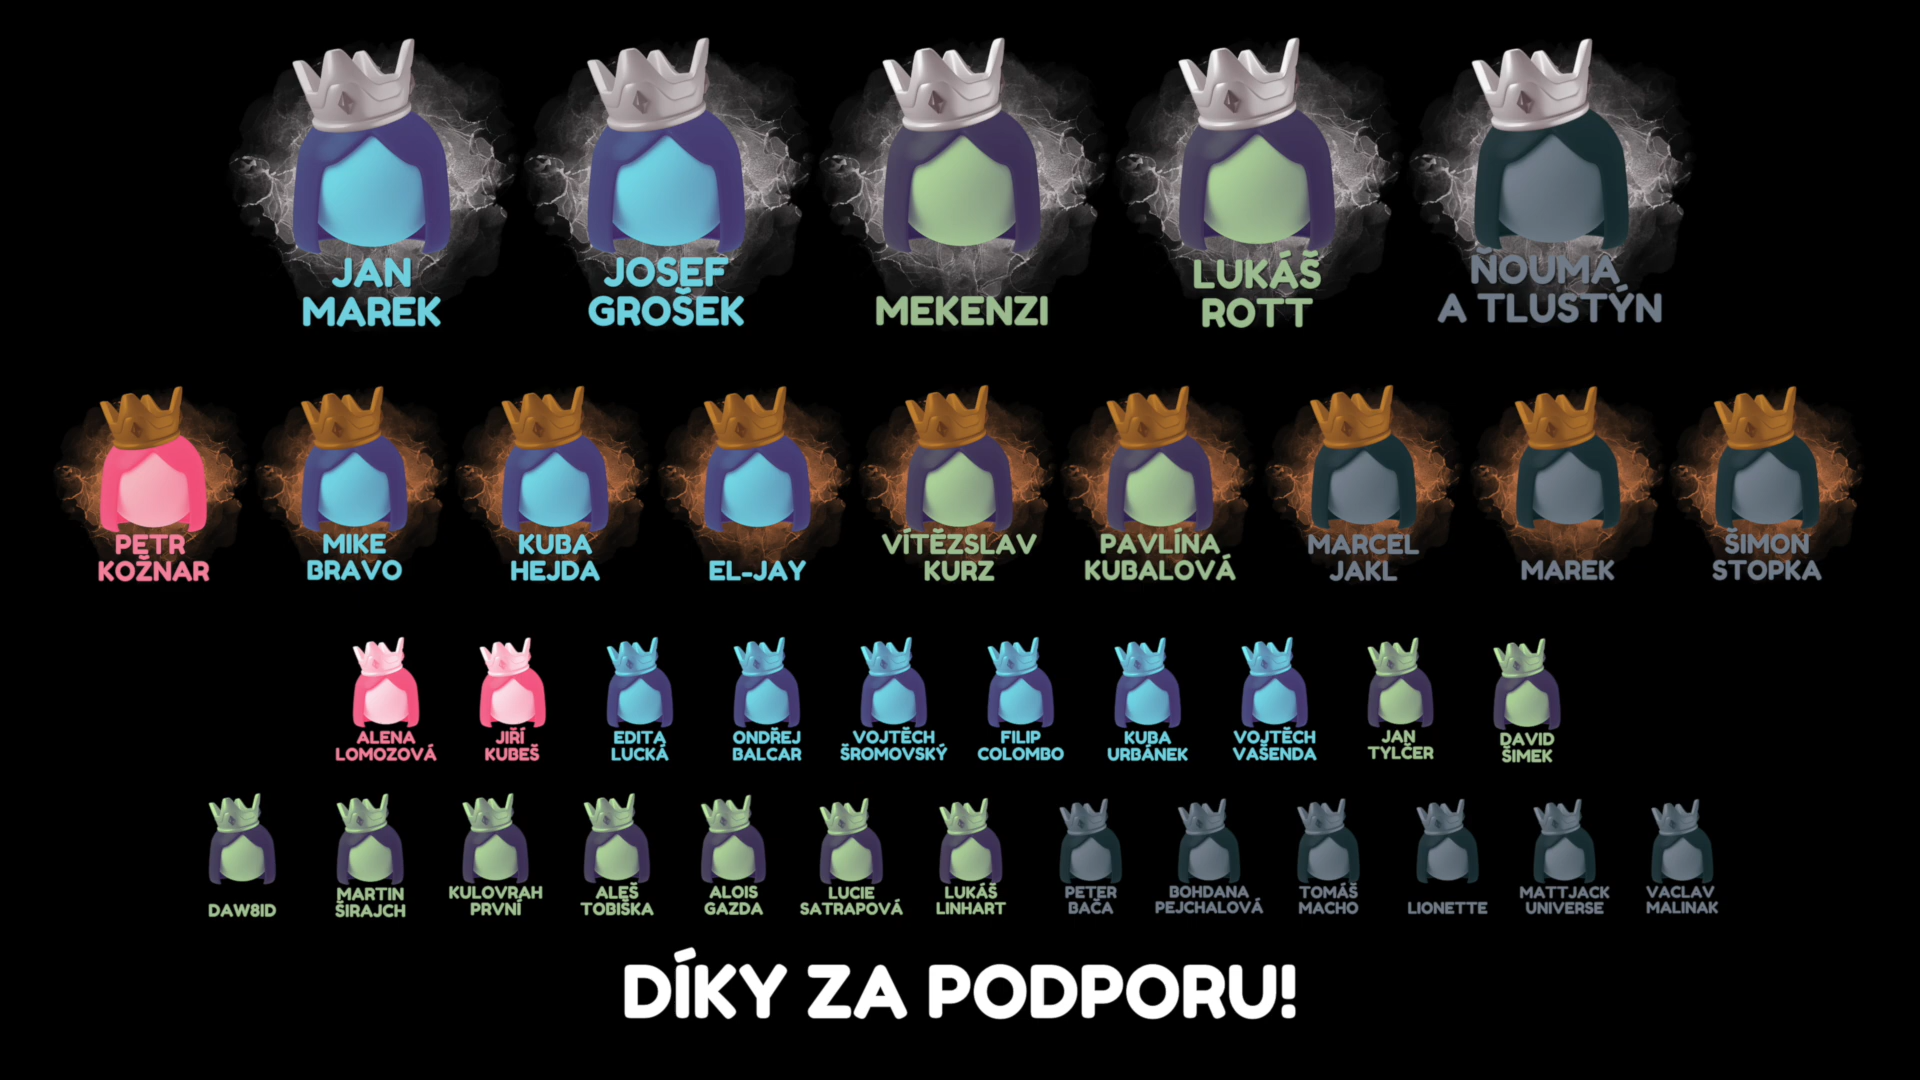 JAN
MAREK
JOSEF
GROŠEK
MEKENZI
LUKÁŠ
ROTT
ŇOUMA
A TLUSTÝN
PETR
KOŽNAR
MIKE
BRAVO
KUBA
HEJDA
EL-JAY
VÍTĚZSLAV
KURZ
PAVLÍNA
KUBALOVÁ
MARCEL
JAKL
MAREK
ŠIMON
STOPKA
ALENA
LOMOZOVÁ
JIŘÍ
KUBEŠ
EDITA
LUCKÁ
ONDŘEJ
BALCAR
VOJTĚCH
ŠROMOVSKÝ
FILIP
COLOMBO
KUBA
URBÁNEK
VOJTĚCH
VAŠENDA
JAN
TYLČER
DAVID
ŠIMEK
DAW8ID
MARTIN
ŠIRAJCH
KULOVRAH
PRVNÍ
ALEŠ
TOBIŠKA
ALOIS
GAZDA
LUCIE
SATRAPOVÁ
LUKÁŠ
LINHART
PETER
BAČA
BOHDANA
PEJCHALOVÁ
TOMÁŠ
MACHO
LIONETTE
MATTJACK
UNIVERSE
VACLAV
MALINAK
DÍKY ZA PODPORU!